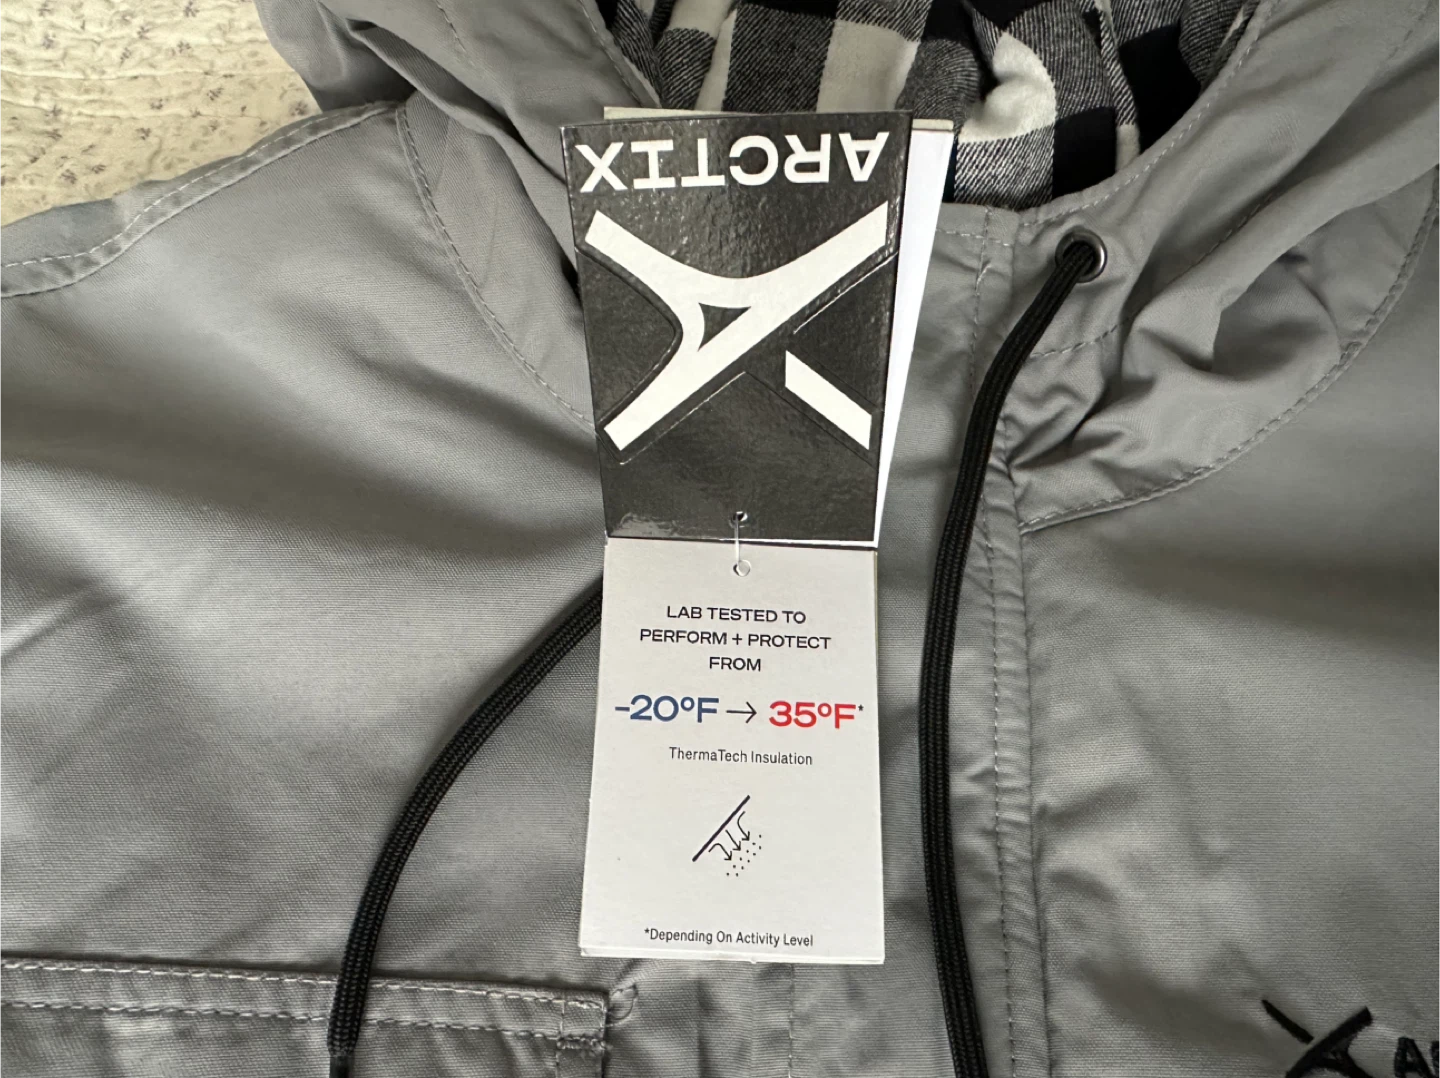 ARCTIX
LAB TESTED TO
PERFORM + PROTECT
FROM
-20°F → 35°F*
ThermaTech Insulation
*Depending On Activity Level